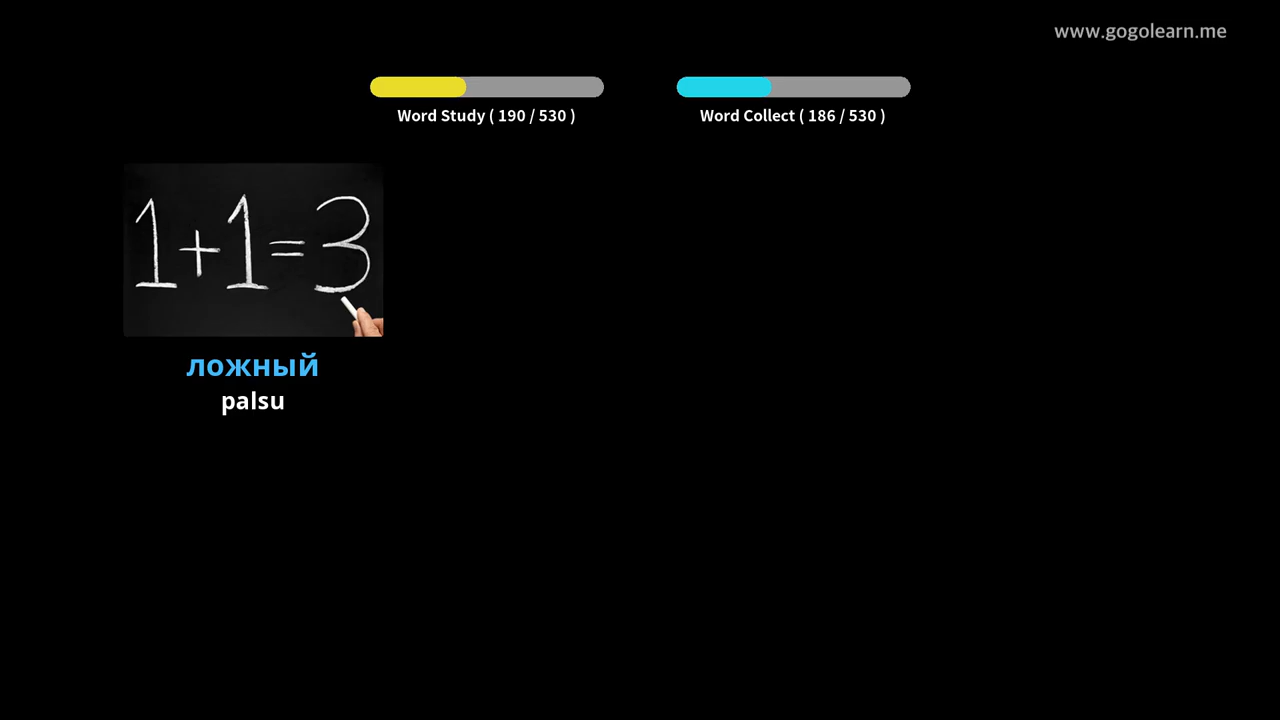 www.gogolearn.me
Word Study ( 190 / 530 )
Word Collect ( 186 / 530 )
1+1=3
ложный
palsu